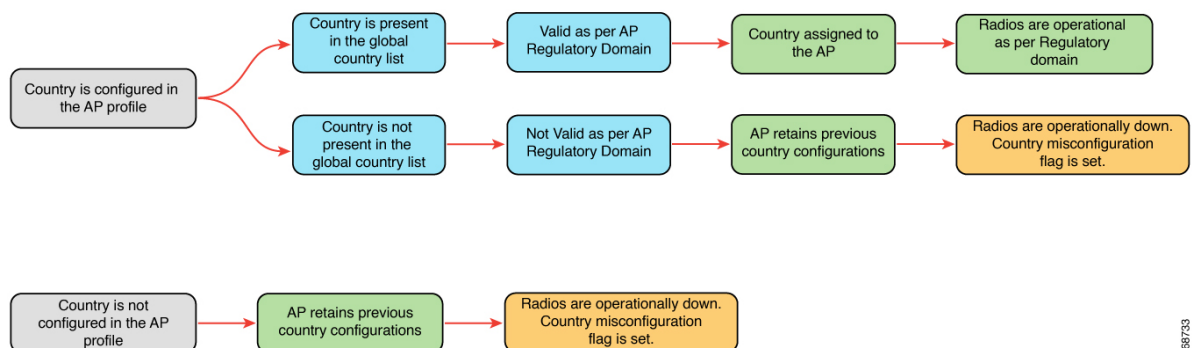 Country is configured in
the AP profile
Country is present
in the global
country list
Valid as per AP
Regulatory Domain
Country assigned to
the AP
Radios are operational
as per Regulatory
domain
Country is not
present in the
global country list
Not Valid as per AP
Regulatory Domain
AP retains previous
country configurations
Radios are operationally down.
Country misconfiguration
flag is set.
Country is not
configured in the AP
profile
AP retains previous
country configurations
Radios are operationally down.
Country misconfiguration
flag is set.